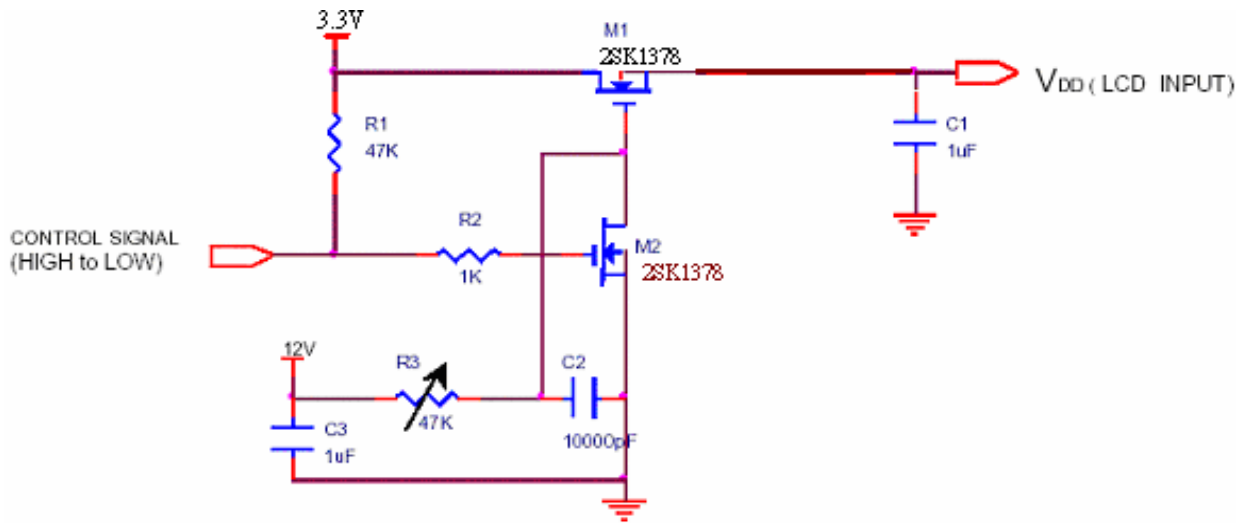 3.3V
M1
2SK1378
VDD ( LCD INPUT)
R1
47K
C1
1uF
CONTROL SIGNAL
(HIGH to LOW)
R2
1K
M2
2SK1378
12V
R3
47K
C2
10000pF
C3
1uF